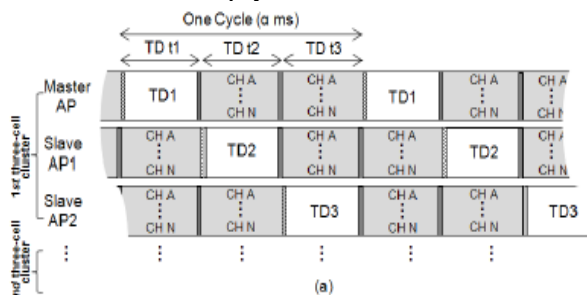 One Cycle (α ms)
TD t1 TD t2 TD t3
Master AP TD1 CH A CH N CH A CH N TD1 CH A CH N CH A CH N
1st three-cell cluster
Slave AP1 CH A CH N TD2 CH A CH N CH A CH N TD2 CH A CH N
Slave AP2 CH A CH N CH A CH N TD3 CH A CH N CH A CH N TD3
three-cell cluster
(a)